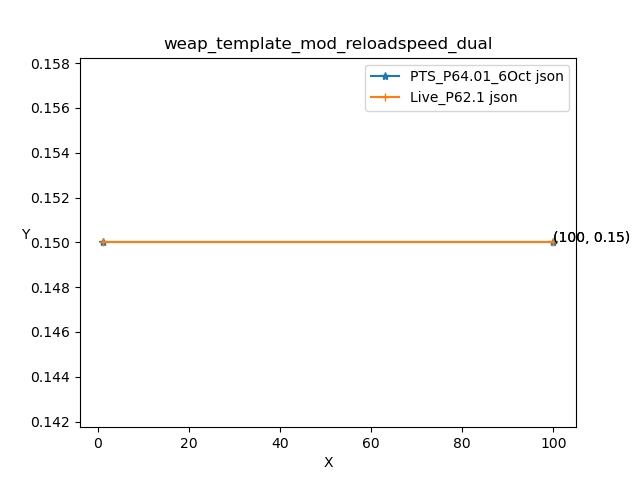 weap_template_mod_reloadspeed_dual
PTS_P64.01_6Oct json
Live_P62.1 json
0.158
0.156
0.154
0.152
0.150
0.148
0.146
0.144
0.142
Y
(100, 0.15)
0 20 40 60 80 100
X